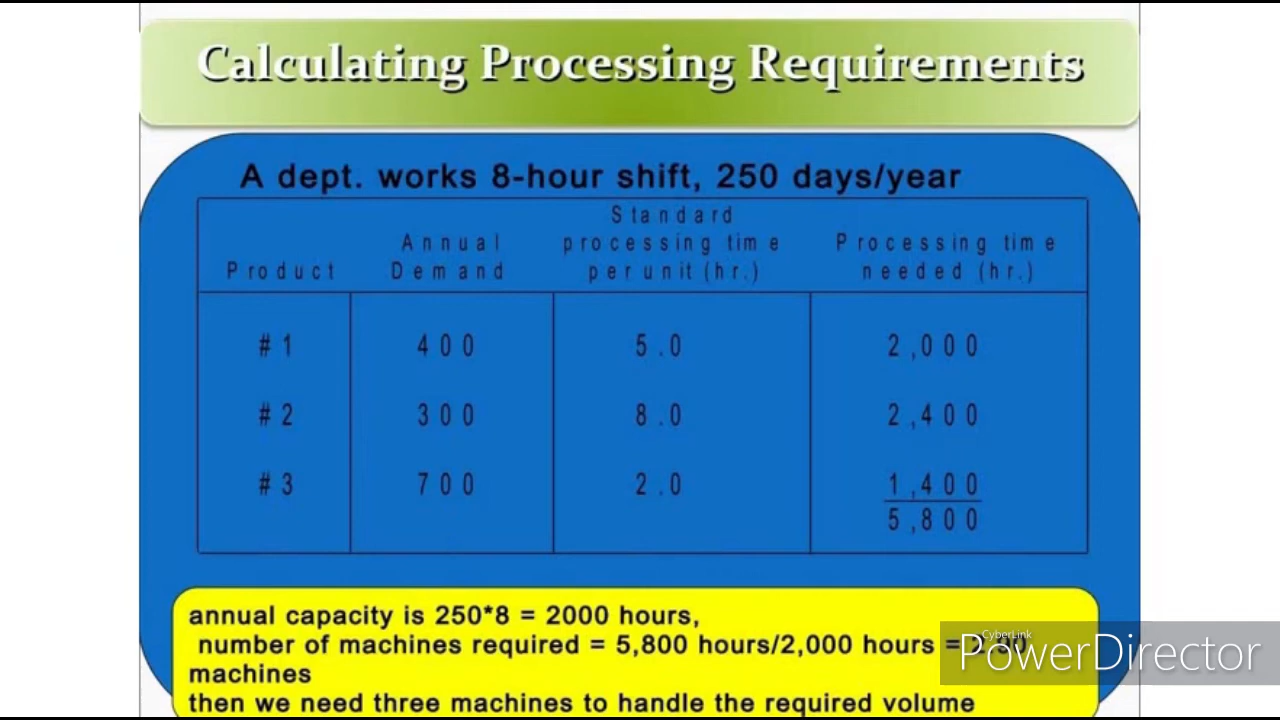 Calculating Processing Requirements
A dept. works 8-hour shift, 250 days/year
Product
Annual
Demand
Standard
processing time
per unit (hr.)
Processing time
needed (hr.)
#1 400 5.0 2,000
#2 300 8.0 2,400
#3 700 2.0 1,400
5,800
annual capacity is 250*8 = 2000 hours,
number of machines required = 5,800 hours/2,000 hours =
machines
then we need three machines to handle the required volume
CyberLink
PowerDirector